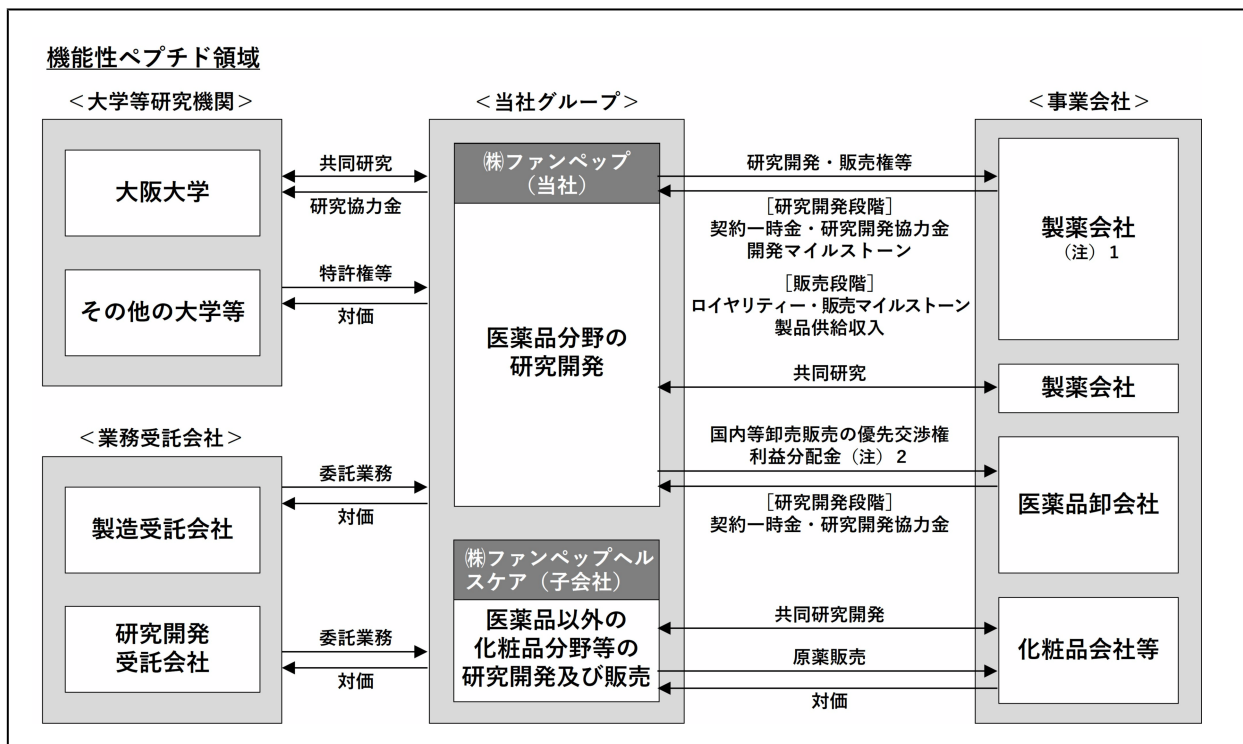 機能性ペプチド領域
<大学等研究機関>
大阪大学
その他の大学等
共同研究
研究協力金
特許権等
対価
<業務受託会社>
製造受託会社
研究開発
受託会社
委託業務
対価
委託業務
対価
<当社グループ>
㈱ファンペップ
（当社）
医薬品分野の
研究開発
㈱ファンペップヘル
スケア（子会社）
医薬品以外の
化粧品分野等の
研究開発及び販売
研究開発・販売権等
［研究開発段階］
契約一時金・研究開発協力金
開発マイルストーン
［販売段階］
ロイヤリティー・販売マイルストーン
製品供給収入
共同研究
国内等卸売販売の優先交渉権
利益分配金（注）2
［研究開発段階］
契約一時金・研究開発協力金
共同研究開発
原薬販売
対価
<事業会社>
製薬会社
（注）1
製薬会社
医薬品卸会社
化粧品会社等